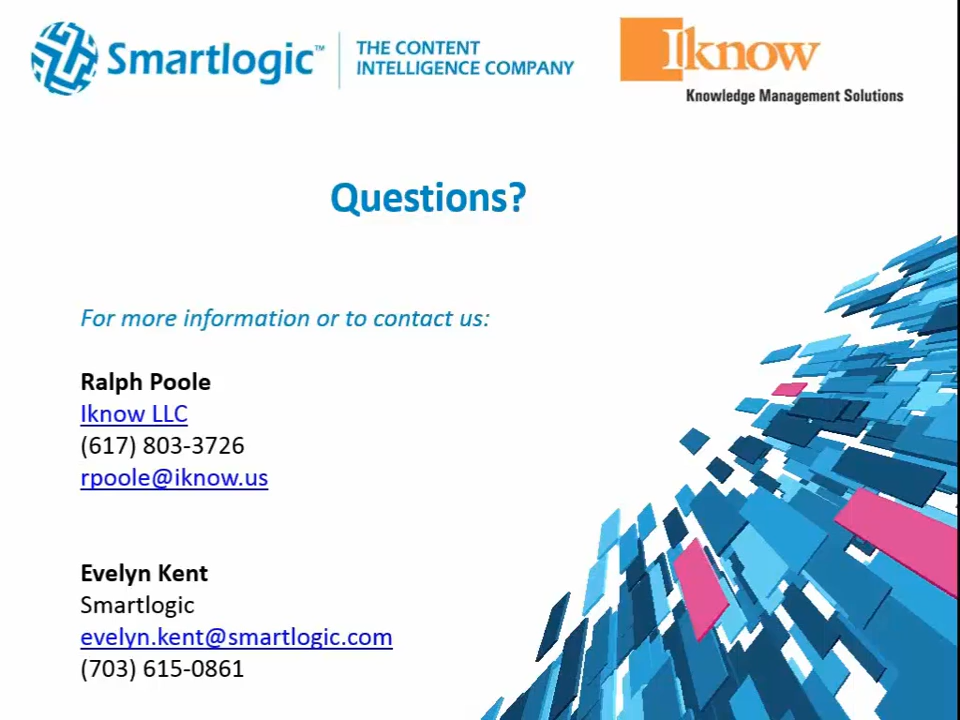 Smartlogic™
THE CONTENT
INTELLIGENCE COMPANY
Iknow
Knowledge Management Solutions
Questions?
For more information or to contact us:
Ralph Poole
Iknow LLC
(617) 803-3726
rpoole@iknow.us
Evelyn Kent
Smartlogic
evelyn.kent@smartlogic.com
(703) 615-0861